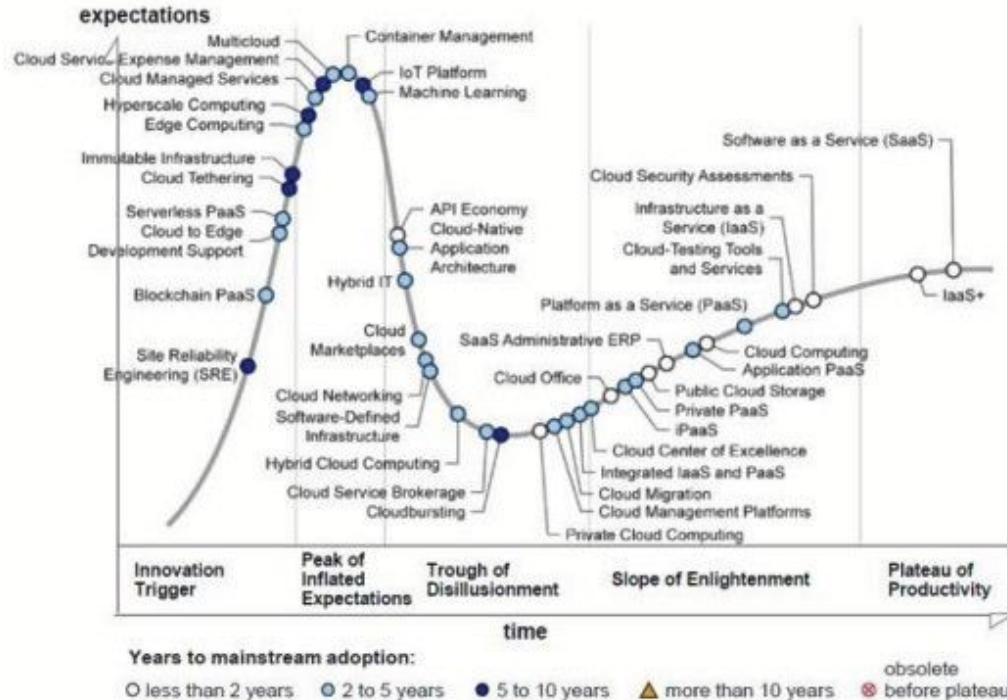 expectations
Multicloud
Container Management
Cloud Service Expense Management
Cloud Managed Services
IoT Platform
Machine Learning
Hyperscale Computing
Edge Computing
Immutable Infrastructure
Cloud Tethering
Serverless PaaS
Cloud to Edge
Development Support
Blockchain PaaS
Site Reliability
Engineering (SRE)
API Economy
Cloud-Native
Application
Architecture
Hybrid IT
Cloud
Marketplaces
Cloud Networking
Software-Defined
Infrastructure
Hybrid Cloud Computing
Cloud Service Brokerage
Cloudbursting
Software as a Service (SaaS)
Cloud Security Assessments
Infrastructure as a
Service (IaaS)
Cloud-Testing Tools
and Services
Platform as a Service (PaaS)
SaaS Administrative ERP
Cloud Office
IaaS+
Cloud Computing
Application PaaS
Public Cloud Storage
Private PaaS
iPaaS
Cloud Center of Excellence
Integrated IaaS and PaaS
Cloud Migration
Cloud Management Platforms
Private Cloud Computing
Innovation
Trigger
Peak of
Inflated
Expectations
Trough of
Disillusionment
Slope of Enlightenment
Plateau of
Productivity
time
Years to mainstream adoption:
less than 2 years
2 to 5 years
5 to 10 years
more than 10 years
obsolete
before plateau